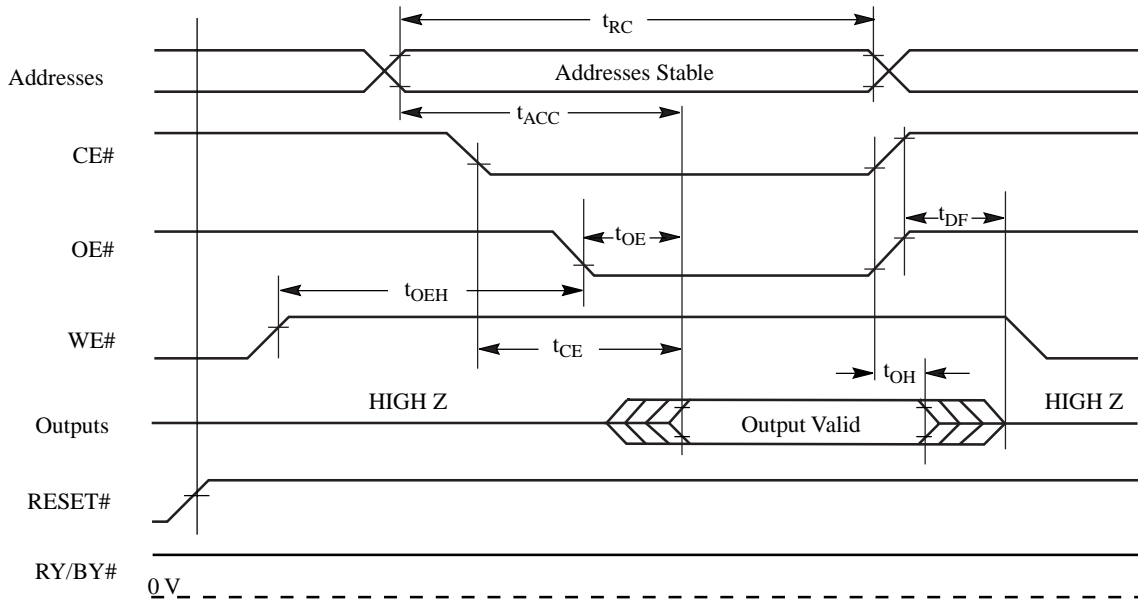 tRC
Addresses
Addresses Stable
tACC
CE#
tDF
OE#
tOE
tOEH
WE#
tCE
tOH
HIGH Z
HIGH Z
Outputs
Output Valid
RESET#
RY/BY#
0 V